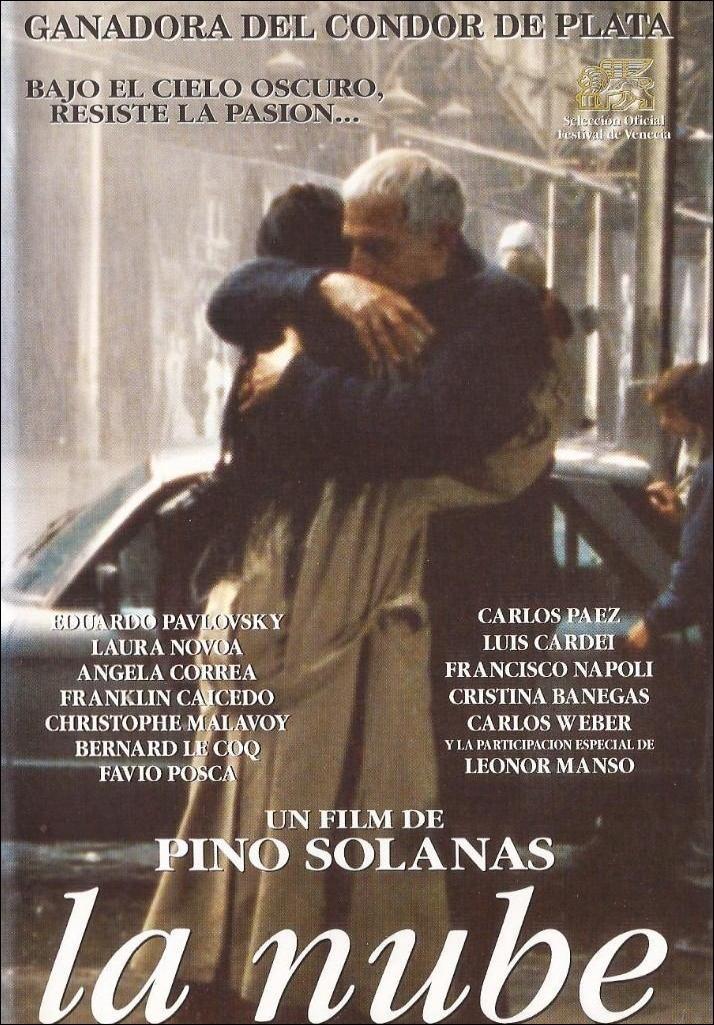 GANADORA DEL CONDOR DE PLATA
BAJO EL CIELO OSCURO,
RESISTE LA PASION...
Selección Oficial
Festival de Venecia
EDUARDO PAVLOVSKY
LAURA NOVOA
ANGELA CORREA
FRANKLIN CAICEDO
CHRISTOPHE MALAVOY
BERNARD LE COQ
FAVIO POSCA
CARLOS PAEZ
LUIS CARDEI
FRANCISCO NAPOLI
CRISTINA BANEGAS
CARLOS WEBER
Y LA PARTICIPACION ESPECIAL DE
LEONOR MANSO
UN FILM DE
PINO SOLANAS
la nube